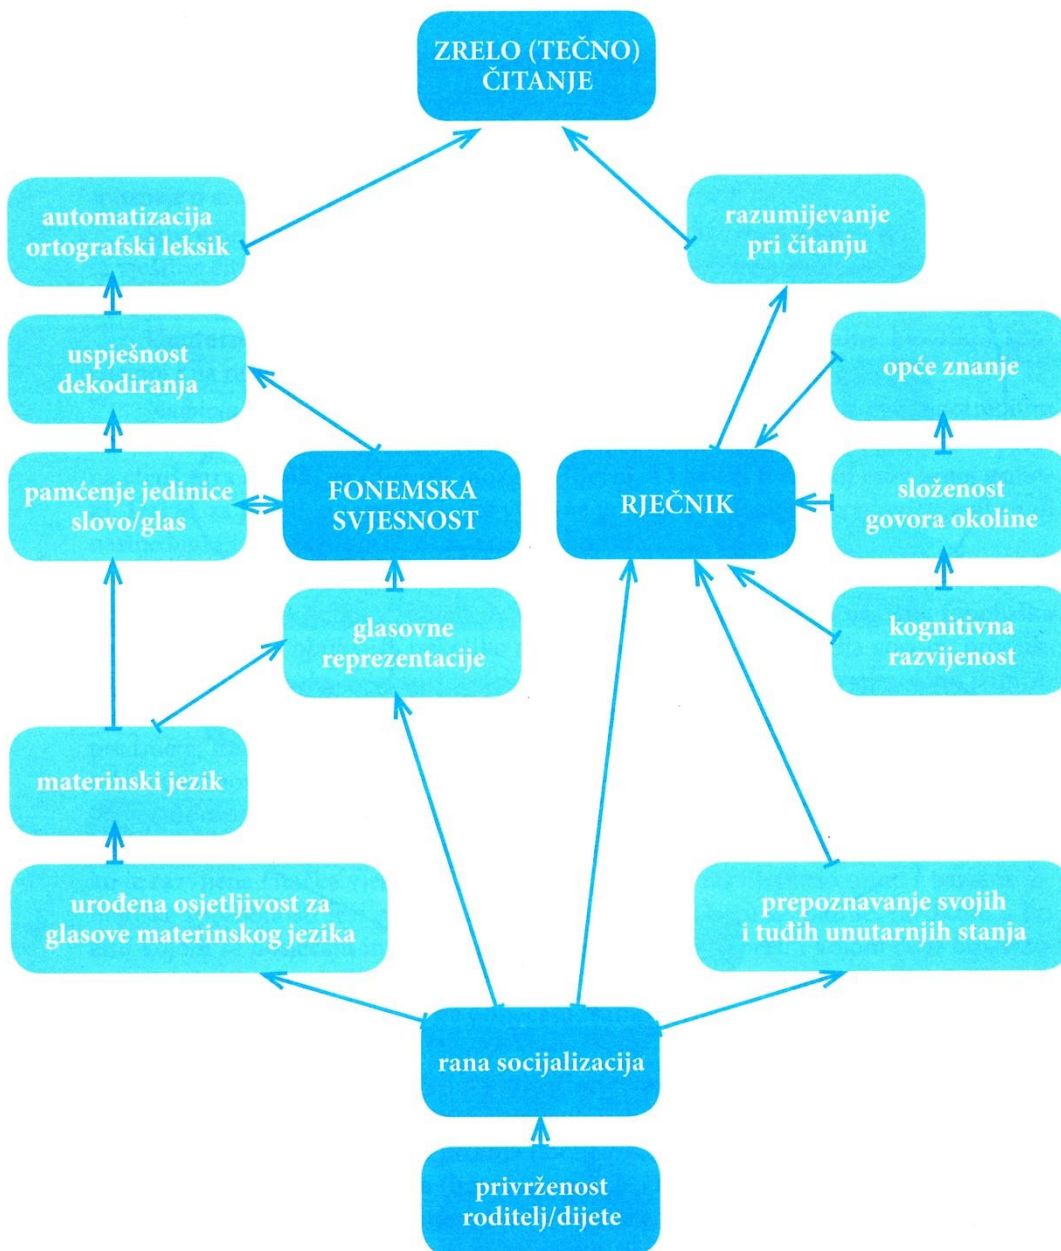 ZRELO (TEČNO)
ČITANJE
automatizacija
ortografski leksik
razumijevanje
pri čitanju
uspješnost
dekodiranja
opće znanje
pamćenje jedinice
slovo/glas
FONEMSKA
SVJESNOST
RJEČNIK
složenost
govora okoline
glasovne
reprezentacije
kognitivna
razvijenost
materinski jezik
urođena osjetljivost za
glasove materinskog jezika
prepoznavanje svojih
i tuđih unutarnjih stanja
rana socijalizacija
privrženost
roditelj/dijete